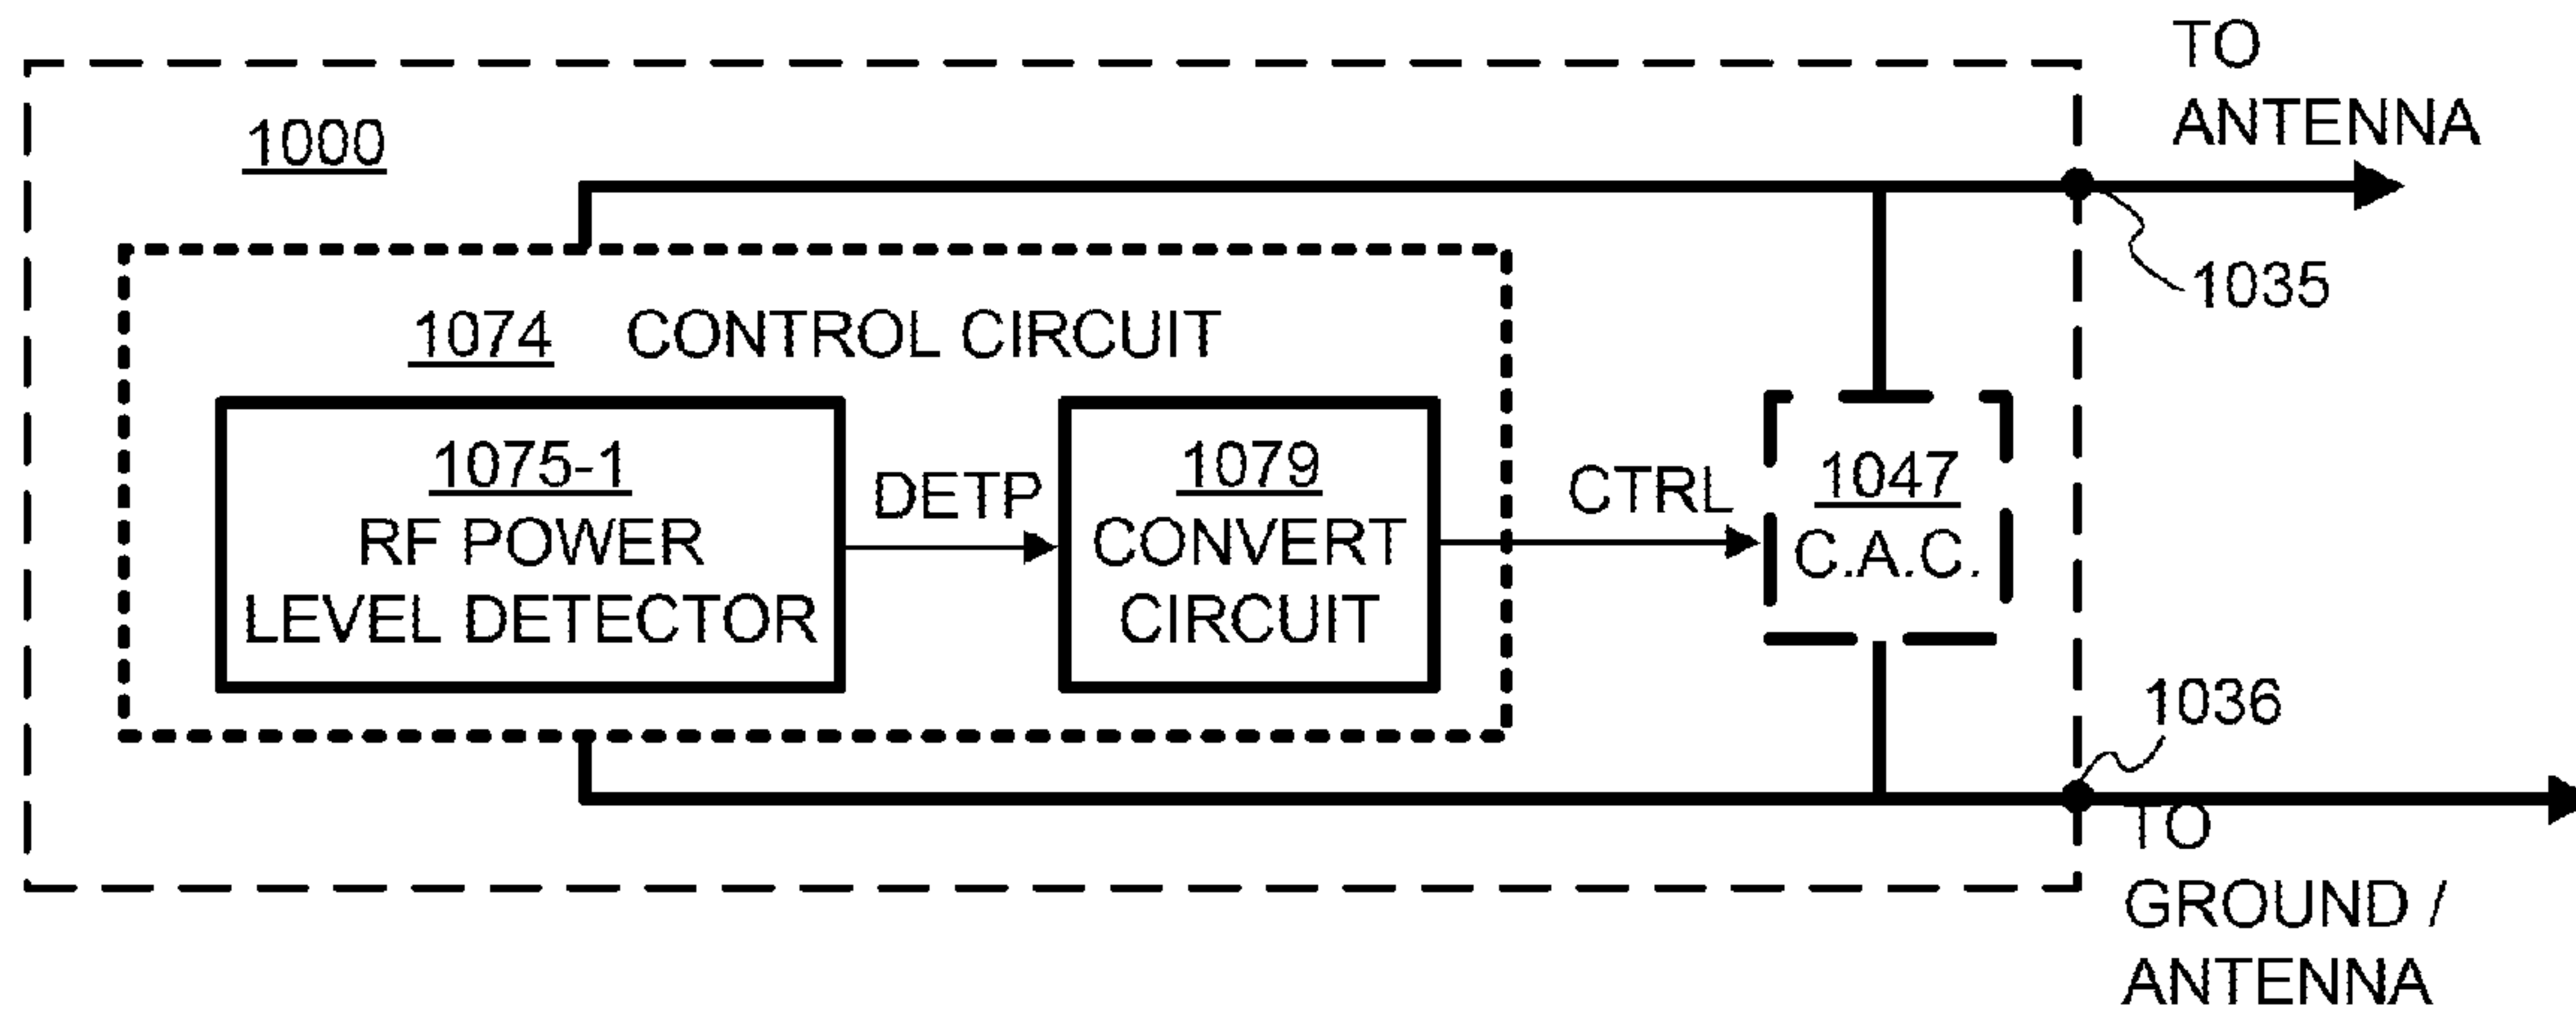 TO
ANTENNA
1000
1035
1074 CONTROL CIRCUIT
1075-1
RF POWER
LEVEL DETECTOR
DETP
1079
CONVERT
CIRCUIT
CTRL
1047
C.A.C.
1036
TO
GROUND /
ANTENNA